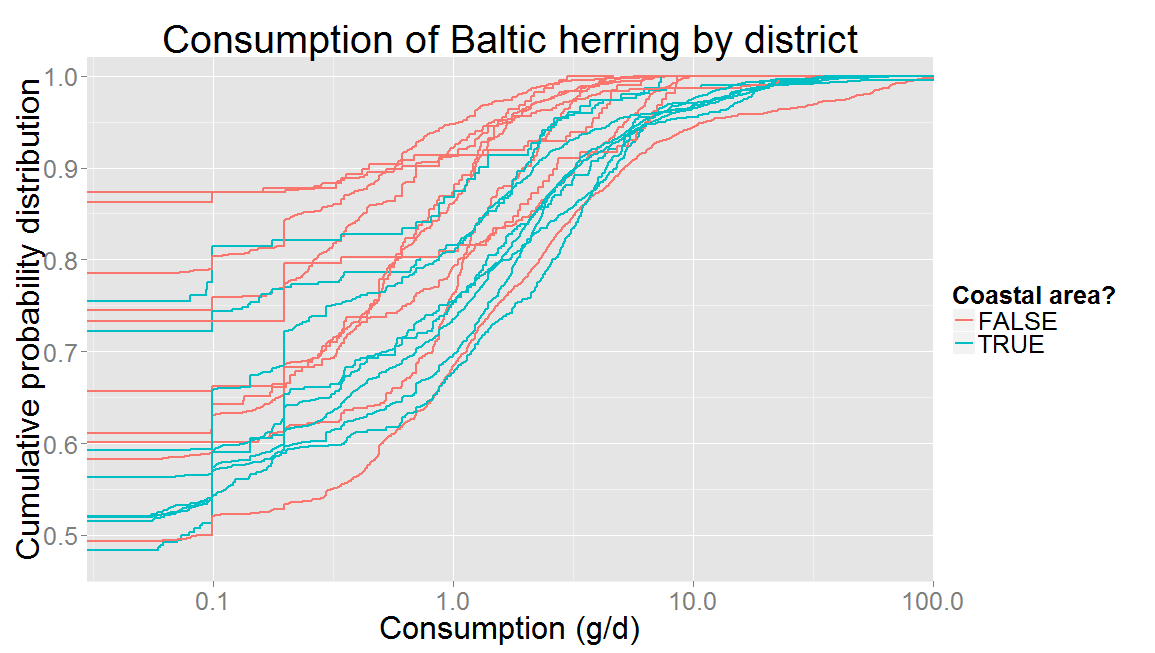 Consumption of Baltic herring by district
Cumulative probability distribution
1.0
0.9
0.8
0.7
0.6
0.5
0.1
1.0
10.0
100.0
Consumption (g/d)
Coastal area?
FALSE
TRUE